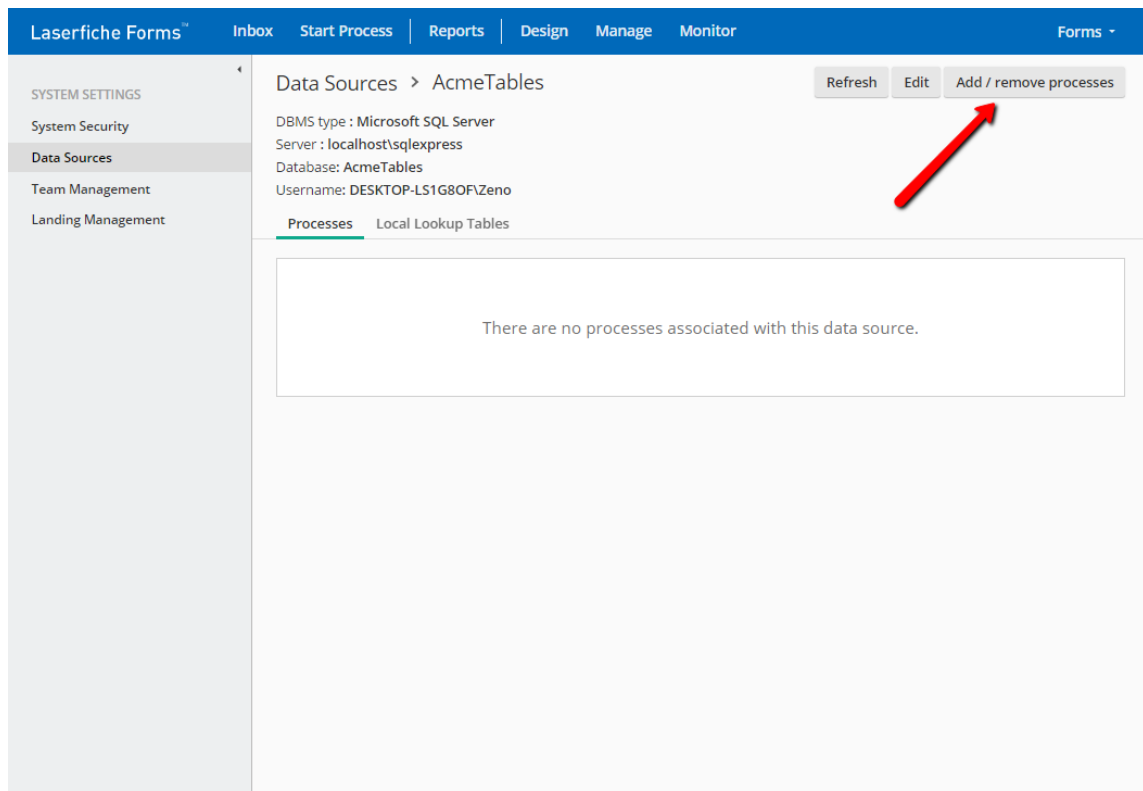 Laserfiche Forms™ Inbox Start Process Reports Design Manage Monitor Forms
SYSTEM SETTINGS
System Security
Data Sources
Team Management
Landing Management
Data Sources > AcmeTables Refresh Edit Add / remove processes
DBMS type : Microsoft SQL Server
Server : localhost\sqlexpress
Database: AcmeTables
Username: DESKTOP-LS1G8OF\Zeno
Processes Local Lookup Tables
There are no processes associated with this data source.